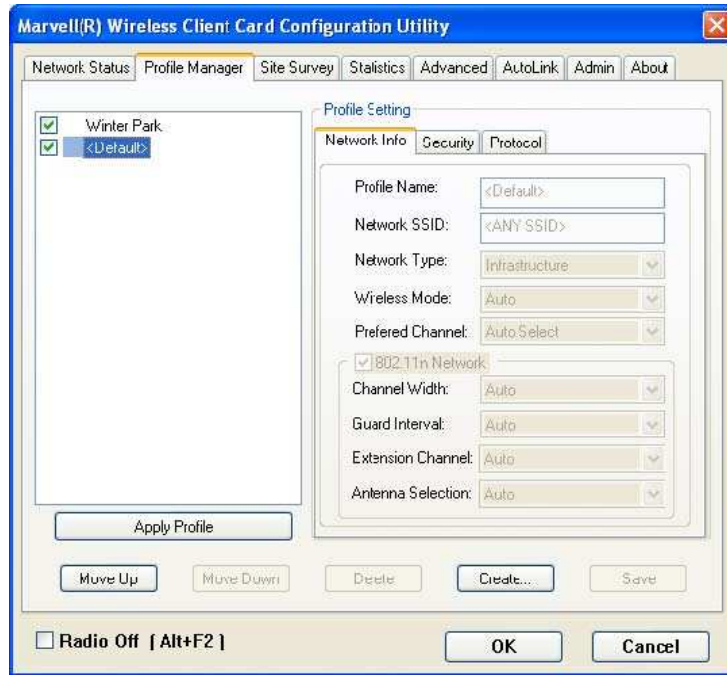 Marvell(R) Wireless Client Card Configuration Utility
Network Status Profile Manager Site Survey Statistics Advanced AutoLink Admin About
Winter Park
<Default>
Profile Setting
Network Info Security Protocol
Profile Name: <Default>
Network SSID: <ANY SSID>
Network Type: Infrastructure
Wireless Mode: Auto
Prefered Channel: Auto Select
802.11n Network
Channel Width: Auto
Guard Interval: Auto
Extension Channel: Auto
Antenna Selection: Auto
Apply Profile
Move Up Move Down Delete Create... Save
Radio Off [ Alt+F2 ] OK Cancel